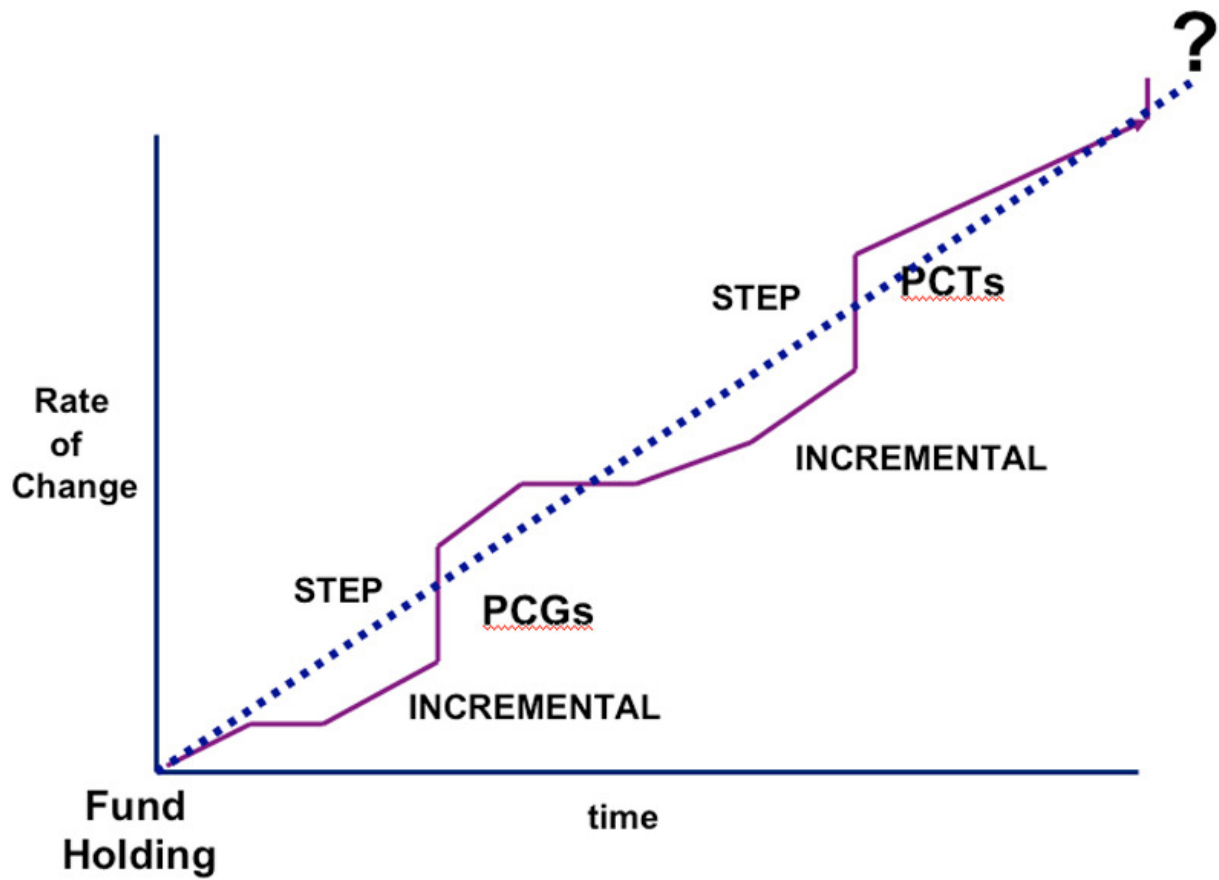 ?
STEP
PCTs
Rate
of
Change
INCREMENTAL
STEP
PCGs
INCREMENTAL
Fund
Holding
time